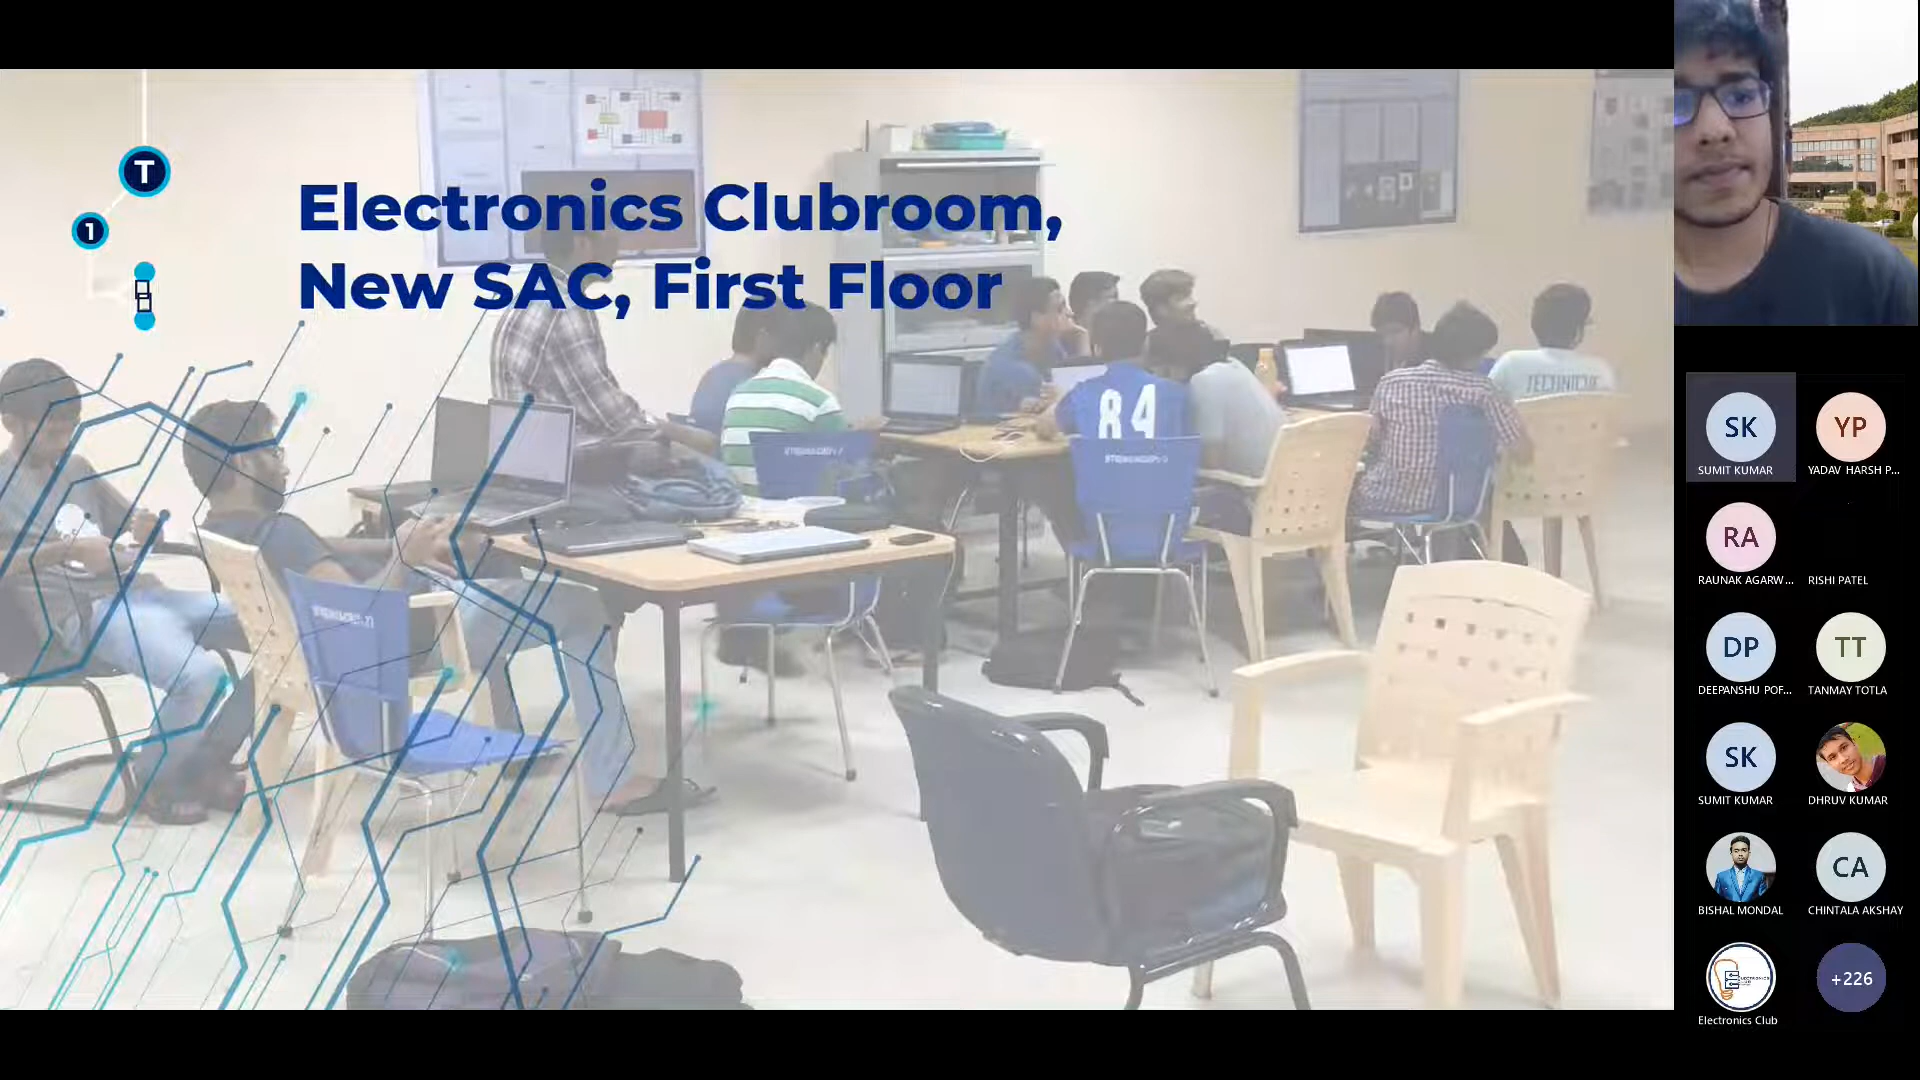 T
1
Electronics Clubroom,
New SAC, First Floor
84
TECHNICHE
SK
SUMIT KUMAR
YP
YADAV HARSH P...
RA
RAUNAK AGARW...
RISHI PATEL
DP
DEEPANSHU POF...
TT
TANMAY TOTLA
SK
SUMIT KUMAR
DHRUV KUMAR
BISHAL MONDAL
CA
CHINTALA AKSHAY
Electronics Club
+226